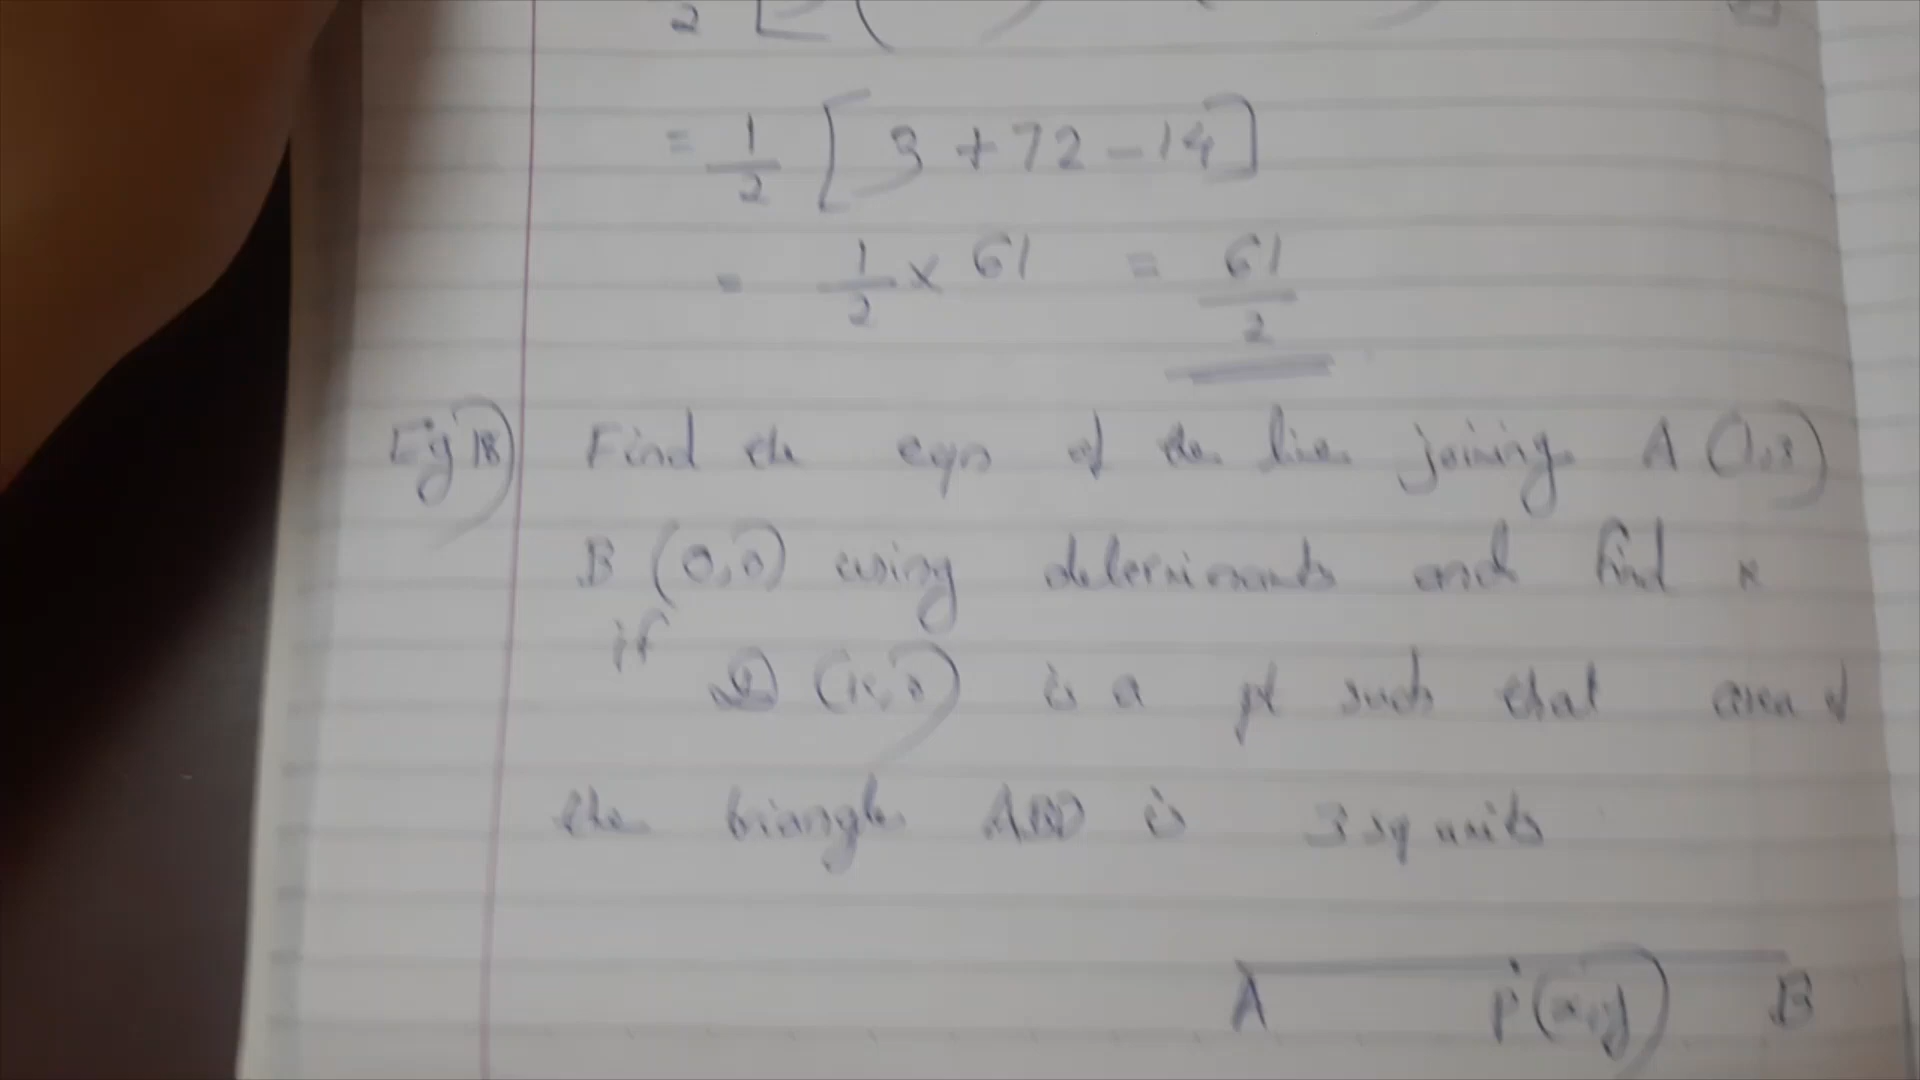 = 1/2 [3 + 72 - 14]
= 1/2 x 61 = 61/2
Eg 18) Find the eqn of the line joining A (1,3)
B (0,0) using determinants and find k
if D (k,0) is a pt such that area of
the triangle ABD is 3 sq units
A P(x,y) B